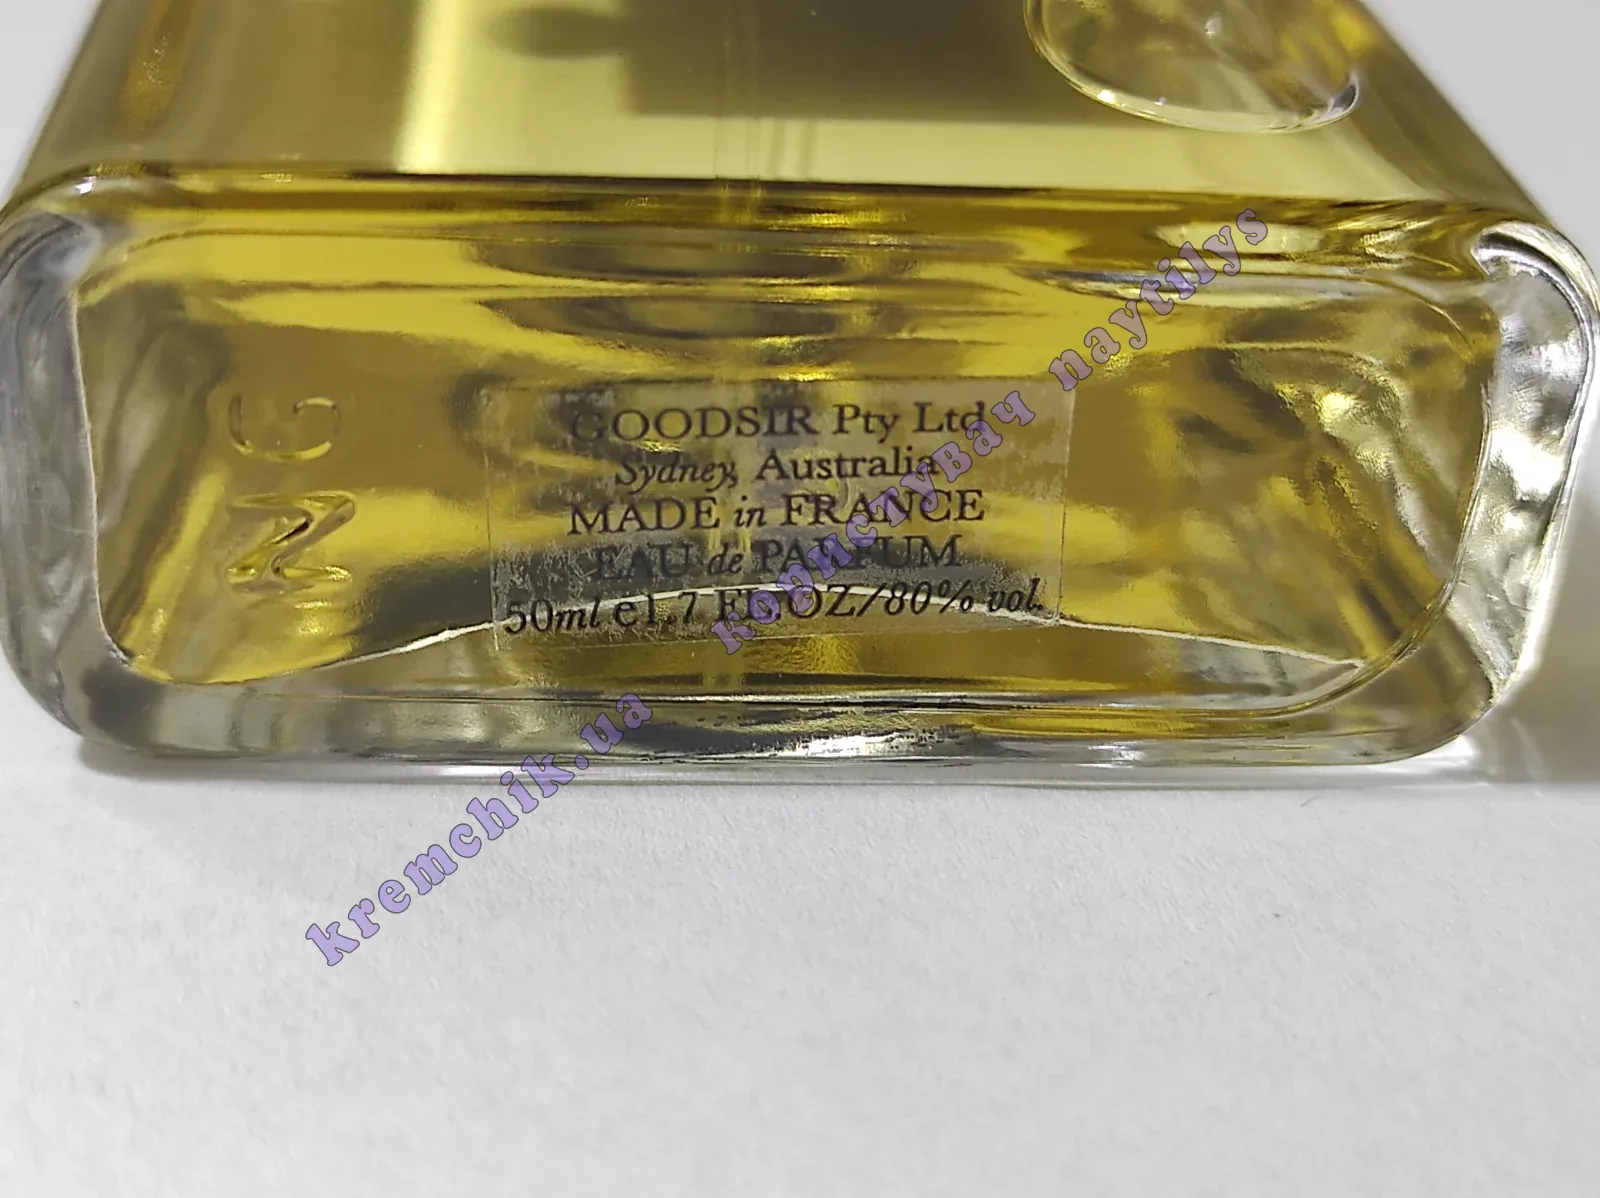 GOODSIR Pty Ltd
Sydney, Australia
MADE in FRANCE
EAU de PARFUM
50ml e1.7 FL.OZ/80% vol.
NG
kremchik.ua
користувач naytilys